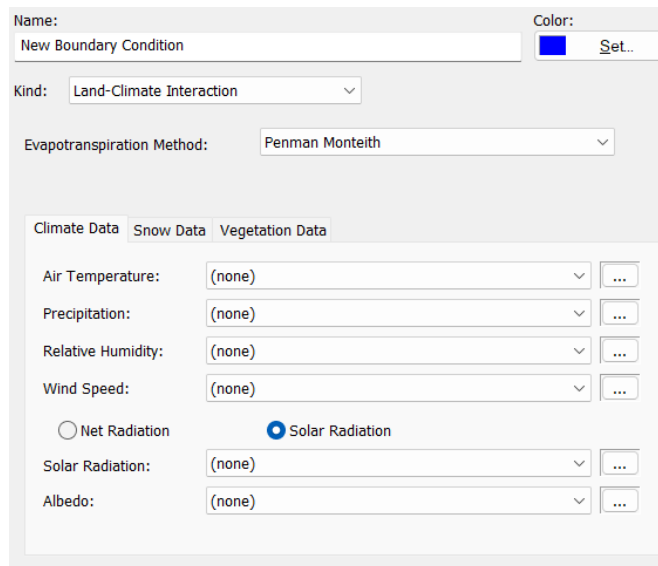 Name: Color:
New Boundary Condition Set...
Kind: Land-Climate Interaction
Evapotranspiration Method: Penman Monteith
Climate Data Snow Data Vegetation Data
Air Temperature: (none) ...
Precipitation: (none) ...
Relative Humidity: (none) ...
Wind Speed: (none) ...
Net Radiation Solar Radiation
Solar Radiation: (none) ...
Albedo: (none) ...